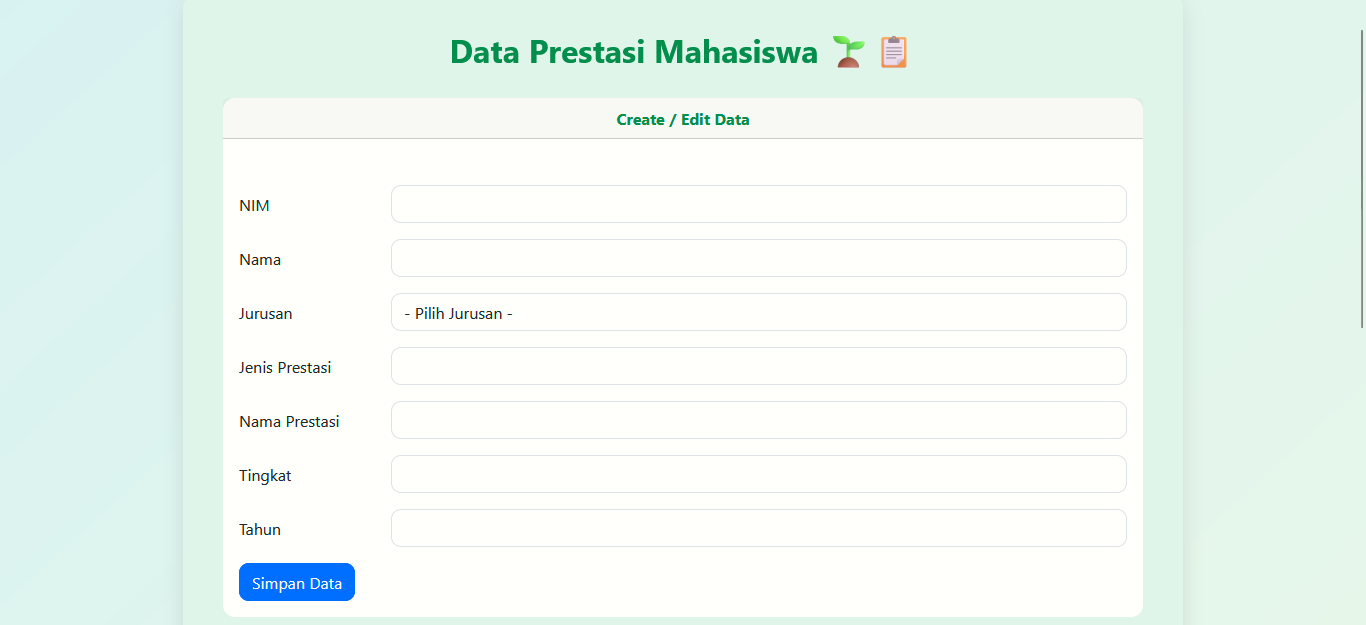 Data Prestasi Mahasiswa 🌱 📋
Create / Edit Data
NIM
Nama
Jurusan - Pilih Jurusan -
Jenis Prestasi
Nama Prestasi
Tingkat
Tahun
Simpan Data